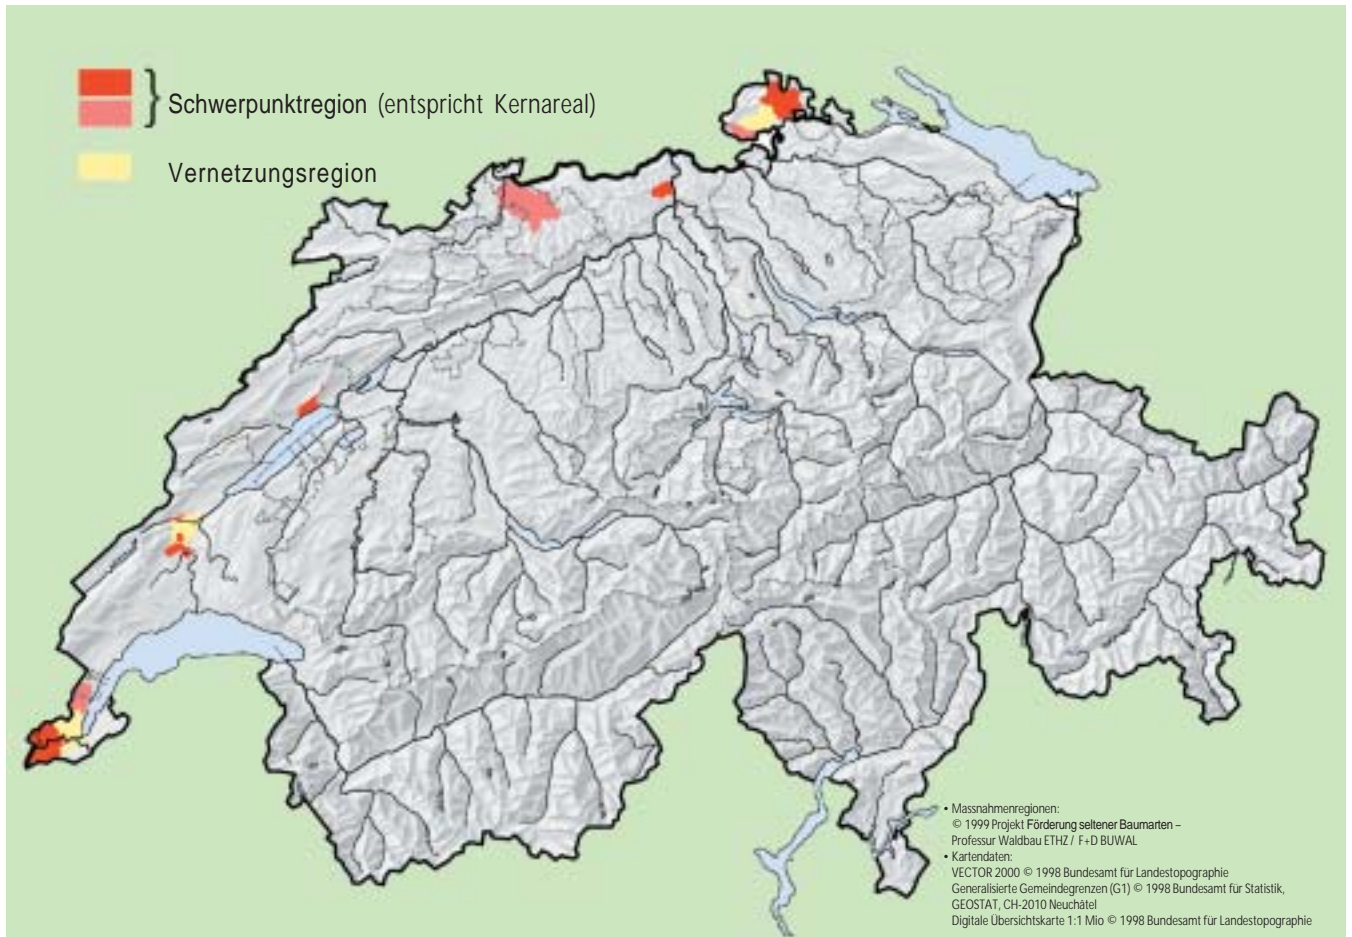 Schwerpunktregion (entspricht Kernareal)
Vernetzungsregion
• Massnahmenregionen:
© 1999 Projekt Förderung seltener Baumarten –
Professur Waldbau ETHZ / F+D BUWAL
• Kartendaten:
VECTOR 2000 © 1998 Bundesamt für Landestopographie
Generalisierte Gemeindegrenzen (G1) © 1998 Bundesamt für Statistik,
GEOSTAT, CH-2010 Neuchâtel
Digitale Übersichtskarte 1:1 Mio © 1998 Bundesamt für Landestopographie